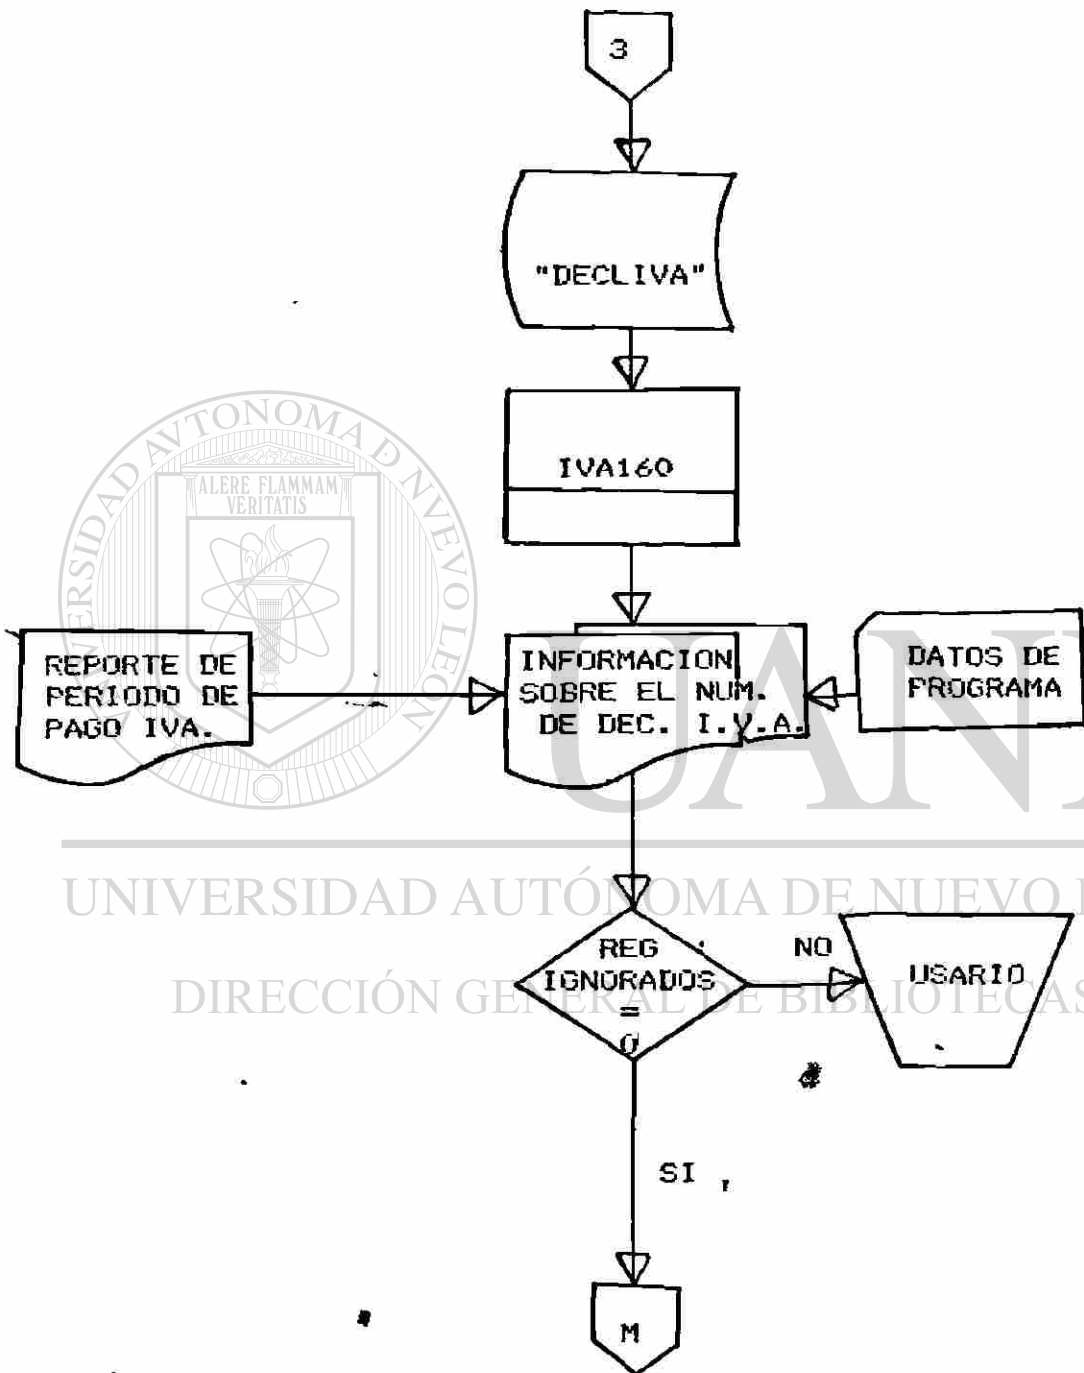 3
"DECLIVA"
IVA160
REPORTE DE
PERIODO DE
PAGO IVA.
INFORMACION
SOBRE EL NUM.
DE DEC. I.V.A.
DATOS DE
PROGRAMA
REG
IGNORADOS
=
0
NO
USARIO
SI ,
M
ALERE FLAMMAM
VERITATIS
UNIVERSIDAD AUTÓNOMA DE NUEVO
DIRECCIÓN GENERAL DE BIBLIOTECAS